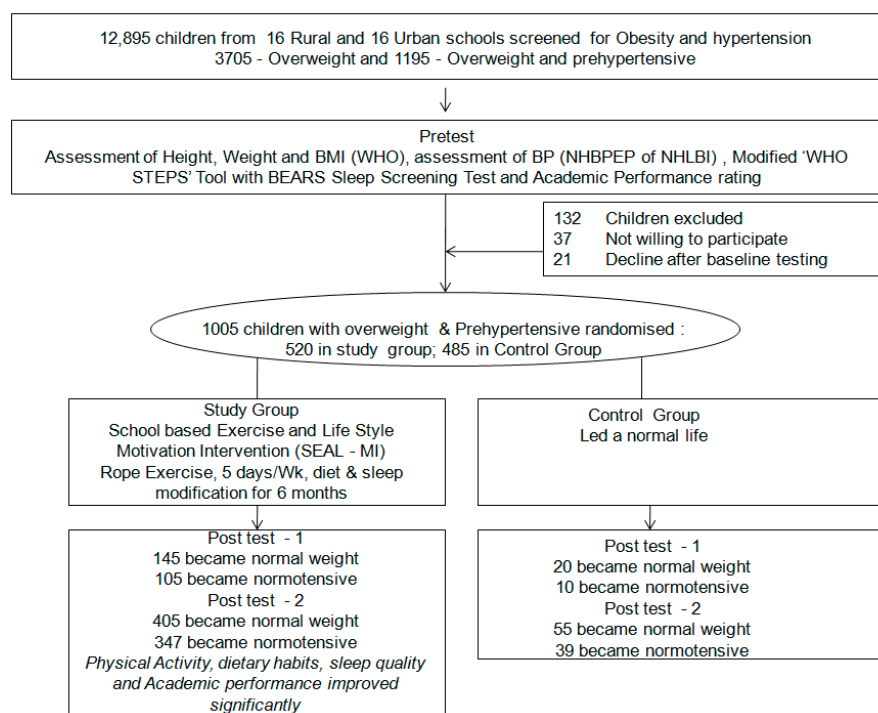 12,895 children from 16 Rural and 16 Urban schools screened for Obesity and hypertension
3705 - Overweight and 1195 - Overweight and prehypertensive
Pretest
Assessment of Height, Weight and BMI (WHO), assessment of BP (NHBPEP of NHLBI) , Modified ‘WHO
STEPS’ Tool with BEARS Sleep Screening Test and Academic Performance rating
132 Children excluded
37 Not willing to participate
21 Decline after baseline testing
1005 children with overweight & Prehypertensive randomised :
520 in study group; 485 in Control Group
Study Group
School based Exercise and Life Style
Motivation Intervention (SEAL - MI)
Rope Exercise, 5 days/Wk, diet & sleep
modification for 6 months
Control Group
Led a normal life
Post test - 1
145 became normal weight
105 became normotensive
Post test - 2
405 became normal weight
347 became normotensive
Physical Activity, dietary habits, sleep quality
and Academic performance improved
significantly
Post test - 1
20 became normal weight
10 became normotensive
Post test - 2
55 became normal weight
39 became normotensive